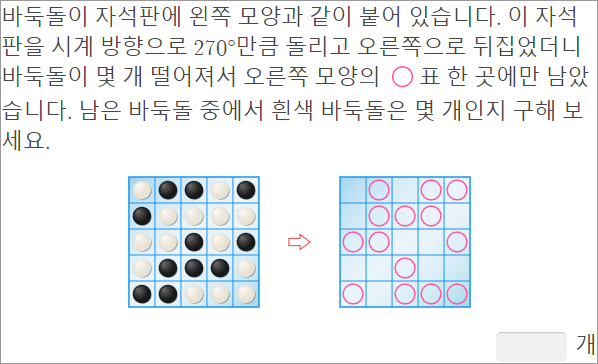 바둑돌이 자석판에 왼쪽 모양과 같이 붙어 있습니다. 이 자석
판을 시계 방향으로 270°만큼 돌리고 오른쪽으로 뒤집었더니
바둑돌이 몇 개 떨어져서 오른쪽 모양의 ○ 표 한 곳에만 남았
습니다. 남은 바둑돌 중에서 흰색 바둑돌은 몇 개인지 구해 보
세요.
개